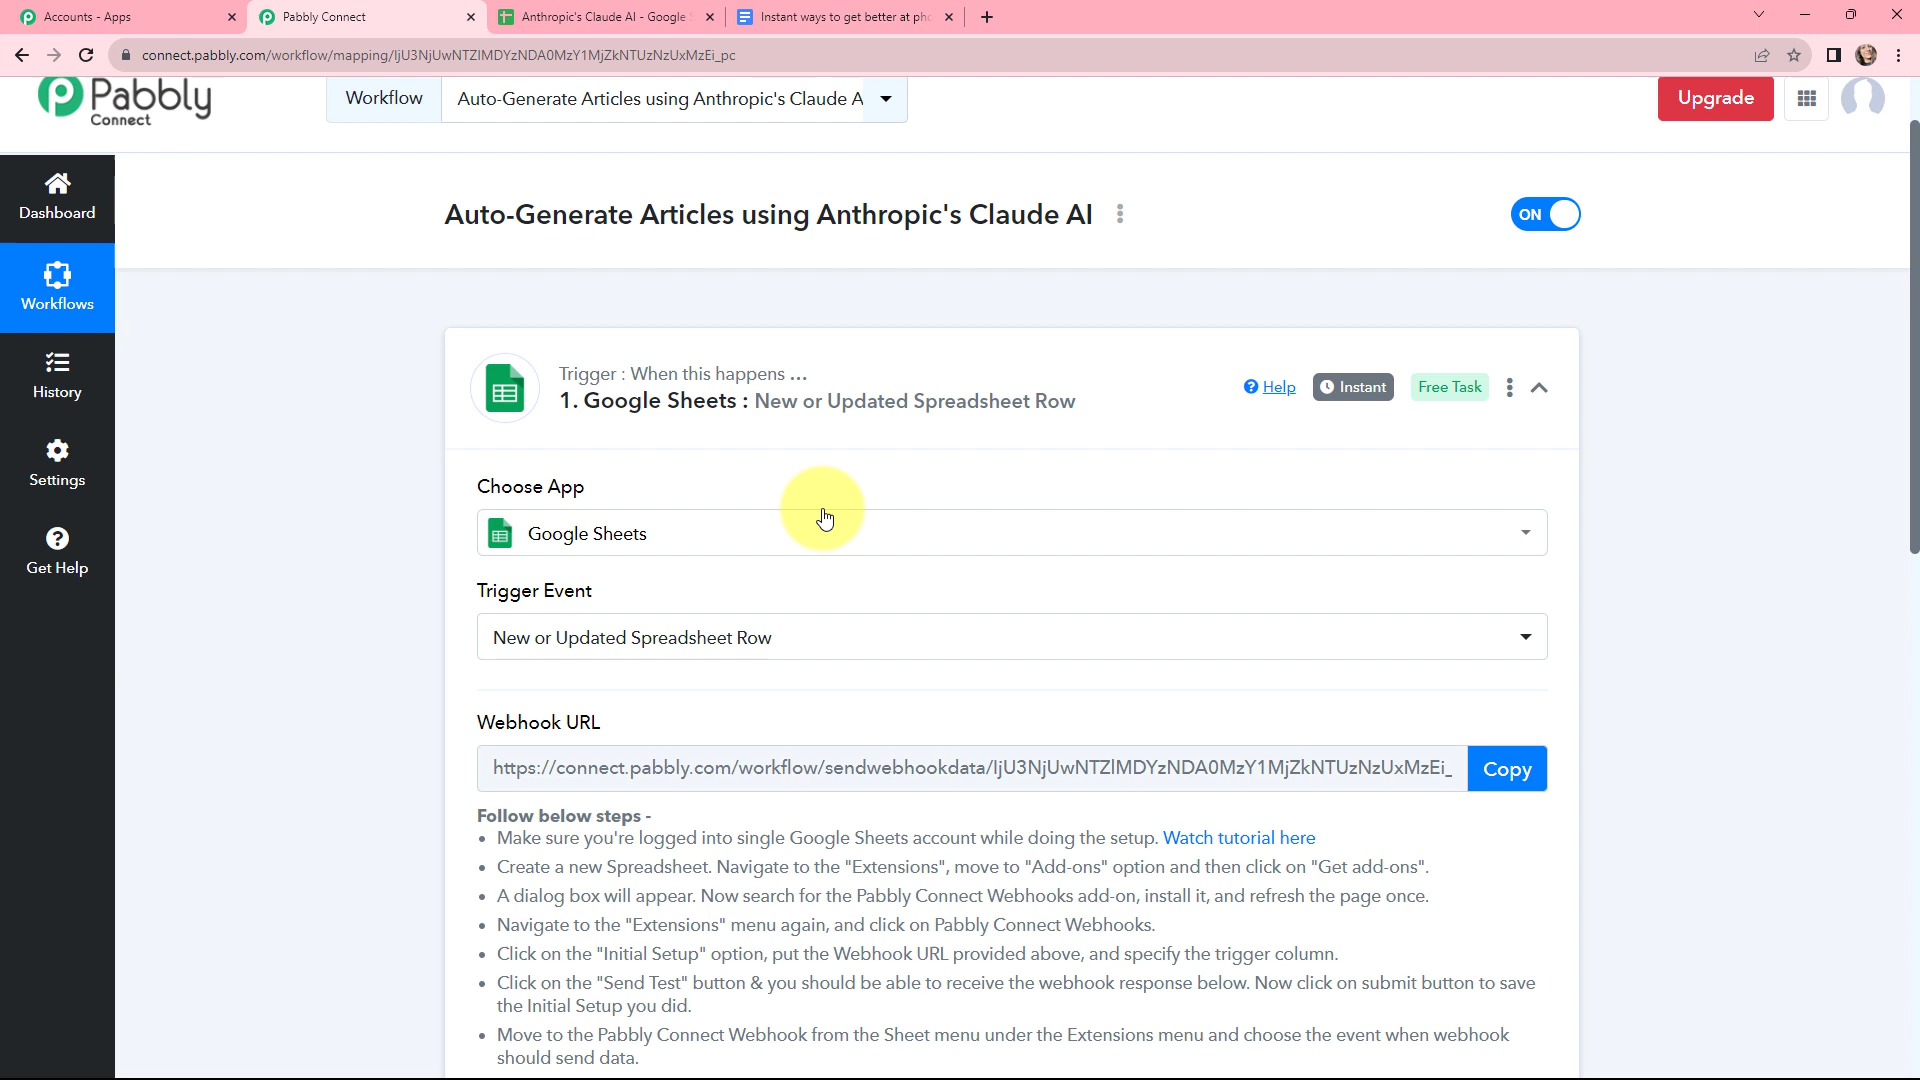 Accounts - Apps
Pabbly Connect
Anthropic's Claude AI - Google
Instant ways to get better at pho
connect.pabbly.com/workflow/mapping/IjU3NjUwNTZlMDYzNDA0MzY1MjZkNTUzNzUxMzEi_pc
Pabbly
Connect
Workflow
Auto-Generate Articles using Anthropic's Claude A
Upgrade
Dashboard
Workflows
History
Settings
Get Help
Auto-Generate Articles using Anthropic's Claude AI
ON
Trigger : When this happens ...
1. Google Sheets : New or Updated Spreadsheet Row
Help
Instant
Free Task
Choose App
Google Sheets
Trigger Event
New or Updated Spreadsheet Row
Webhook URL
https://connect.pabbly.com/workflow/sendwebhookdata/IjU3NjUwNTZlMDYzNDA0MzY1MjZkNTUzNzUxMzEi_
Copy
Follow below steps -
• Make sure you're logged into single Google Sheets account while doing the setup. Watch tutorial here
• Create a new Spreadsheet. Navigate to the "Extensions", move to "Add-ons" option and then click on "Get add-ons".
• A dialog box will appear. Now search for the Pabbly Connect Webhooks add-on, install it, and refresh the page once.
• Navigate to the "Extensions" menu again, and click on Pabbly Connect Webhooks.
• Click on the "Initial Setup" option, put the Webhook URL provided above, and specify the trigger column.
• Click on the "Send Test" button & you should be able to receive the webhook response below. Now click on submit button to save
the Initial Setup you did.
• Move to the Pabbly Connect Webhook from the Sheet menu under the Extensions menu and choose the event when webhook
should send data.